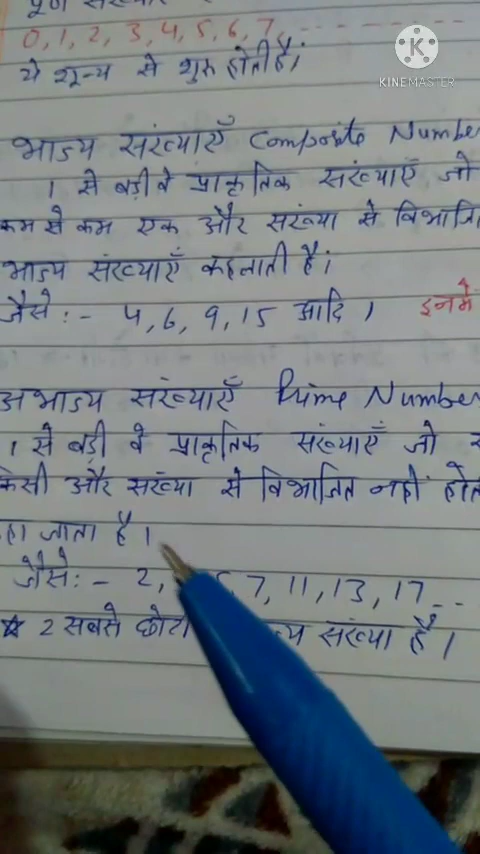 पूर्ण संख्याएँ
0, 1, 2, 3, 4, 5, 6, 7,
ये शून्य से शुरू होती है।
KINEMASTER
भाज्य संख्याएँ Composite Number
1 से बड़ी वे प्राकृतिक संख्याएँ जो
कम से कम एक और संख्या से विभाजि
भाज्य संख्याएँ कहलाती है।
जैसे :- 4, 6, 9, 15 आदि । इनमें
अभाज्य संख्याएँ Prime Number
1 से बड़ी वे प्राकृतिक संख्याएँ जो
किसी और संख्या से विभाजित नहीं होत
हा जाता है।
जैसे :- 2, 7, 11, 13, 17...
* 2 सबसे छोटी संख्या है।